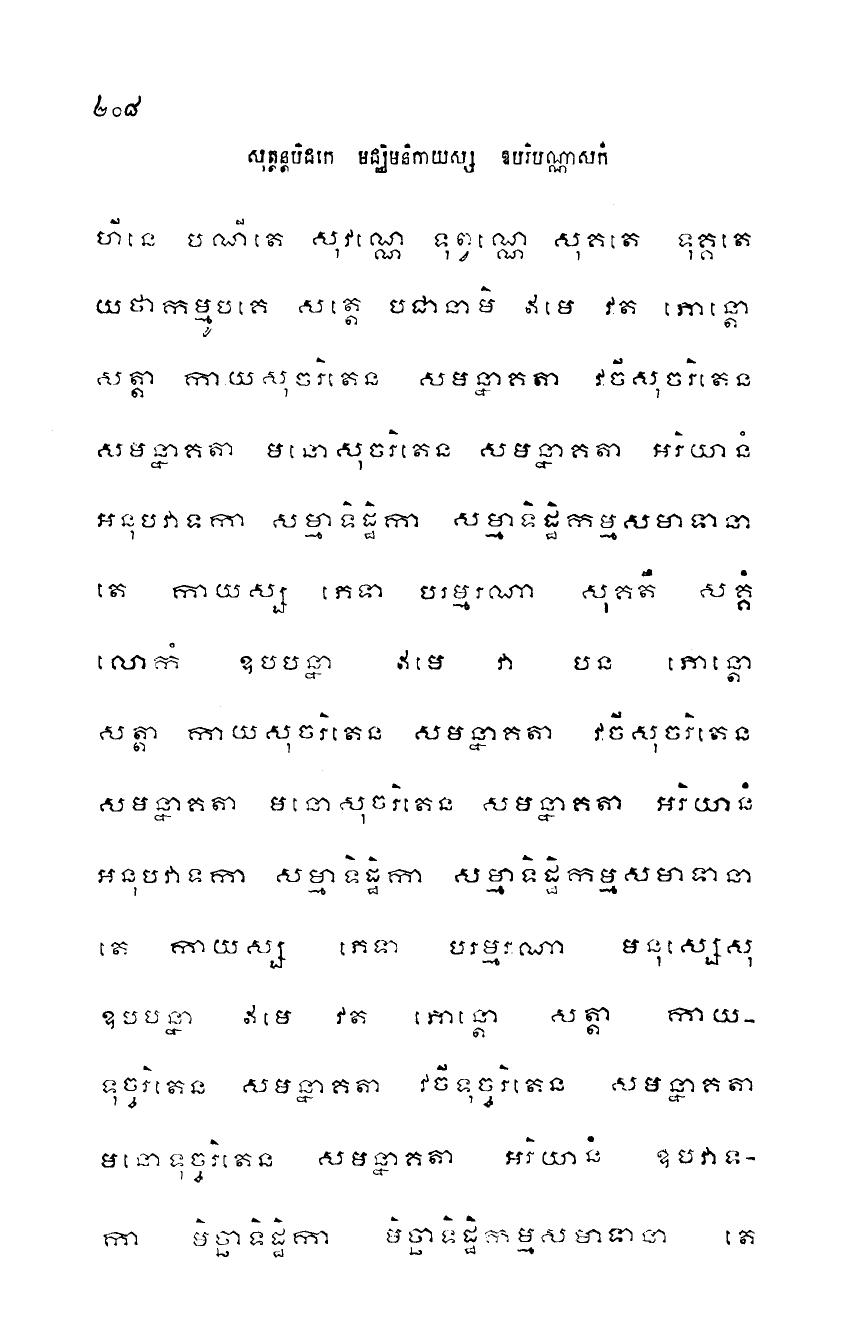 ២០៨
សុត្តន្តបិដកេ មជ្ឈិមនិកាយស្ស ឧបរិបណ្ណាសកំ
ហីនេ បណីតេ សុវណ្ណេ ទុព្វណ្ណេ សុគតេ ទុគ្គតេ
យថាកម្មូបគេ សត្តេ បជានាមិ ឥមេ វត ភោន្តោ
សត្តា កាយសុចរិតេន សមន្នាគតា វចីសុចរិតេន
សមន្នាគតា មនោសុចរិតេន សមន្នាគតា អរិយានំ
អនុបវាទកា សម្មាទិដ្ឋិកា សម្មាទិដ្ឋិកម្មសមាទានា
តេ កាយស្ស ភេទា បរម្មរណា សុគតឹ សគ្គំ
លោកំ ឧបបន្នា ឥមេ វា បន ភោន្តោ
សត្តា កាយសុចរិតេន សមន្នាគតា វចីសុចរិតេន
សមន្នាគតា មនោសុចរិតេន សមន្នាគតា អរិយានំ
អនុបវាទកា សម្មាទិដ្ឋិកា សម្មាទិដ្ឋិកម្មសមាទានា
តេ កាយស្ស ភេទា បរម្មរណា មនុស្សេសុ
ឧបបន្នា ឥមេ វត ភោន្តោ សត្តា កាយ-
ទុច្ចរិតេន សមន្នាគតា វចីទុច្ចរិតេន សមន្នាគតា
មនោទុច្ចរិតេន សមន្នាគតា អរិយានំ ឧបវាទ-
កា មិច្ឆាទិដ្ឋិកា មិច្ឆាទិដ្ឋិកម្មសមាទានា តេ